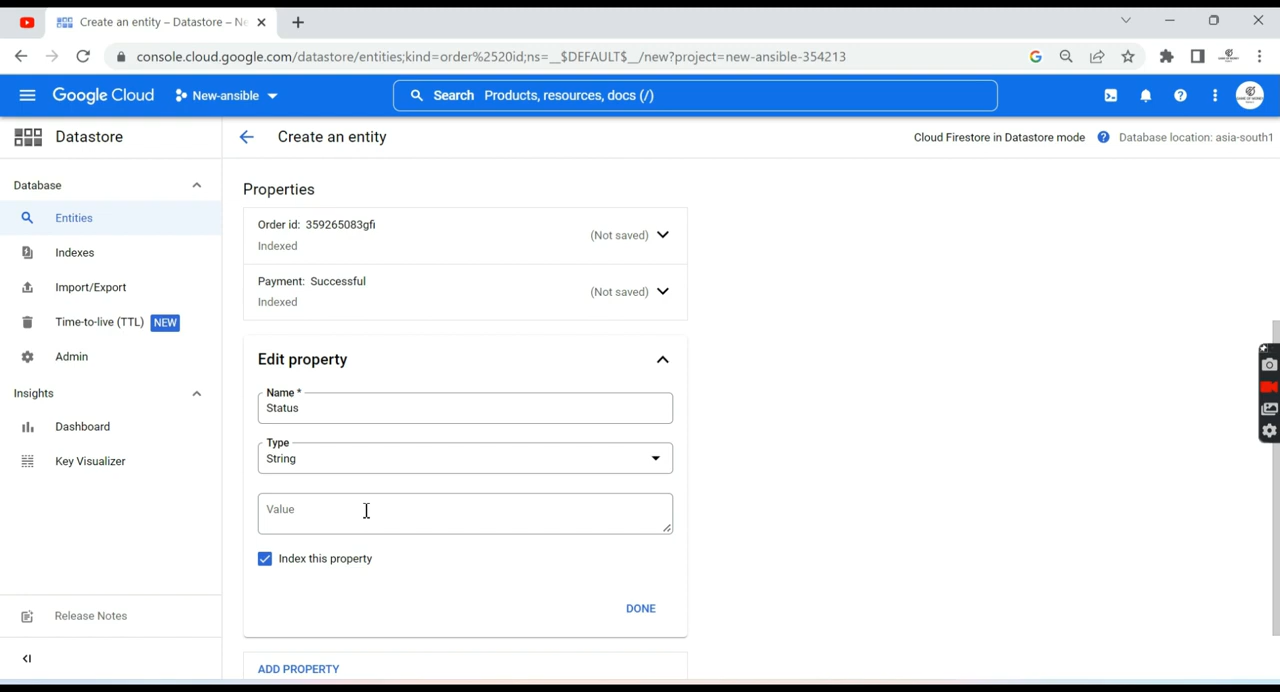 Create an entity – Datastore – Ne
console.cloud.google.com/datastore/entities;kind=order%2520id;ns=__$DEFAULT$__/new?project=new-ansible-354213
Google Cloud
New-ansible
Search Products, resources, docs (/)
Datastore
Create an entity
Cloud Firestore in Datastore mode
Database location: asia-south1
Database
Entities
Indexes
Import/Export
Time-to-live (TTL) NEW
Admin
Insights
Dashboard
Key Visualizer
Release Notes
Properties
Order id: 359265083gfi
Indexed
(Not saved)
Payment: Successful
Indexed
(Not saved)
Edit property
Name *
Status
Type
String
Value
Index this property
DONE
ADD PROPERTY